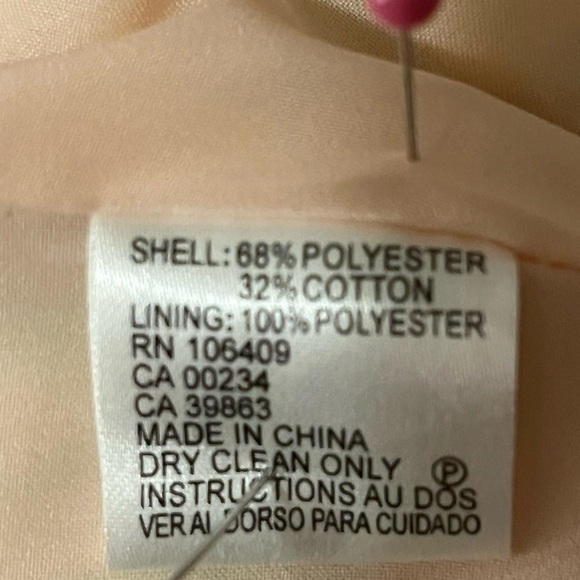 SHELL: 68% POLYESTER
32% COTTON
LINING: 100% POLYESTER
RN 106409
CA 00234
CA 39863
MADE IN CHINA
DRY CLEAN ONLY Ⓟ
INSTRUCTIONS AU DOS
VER AL DORSO PARA CUIDADO